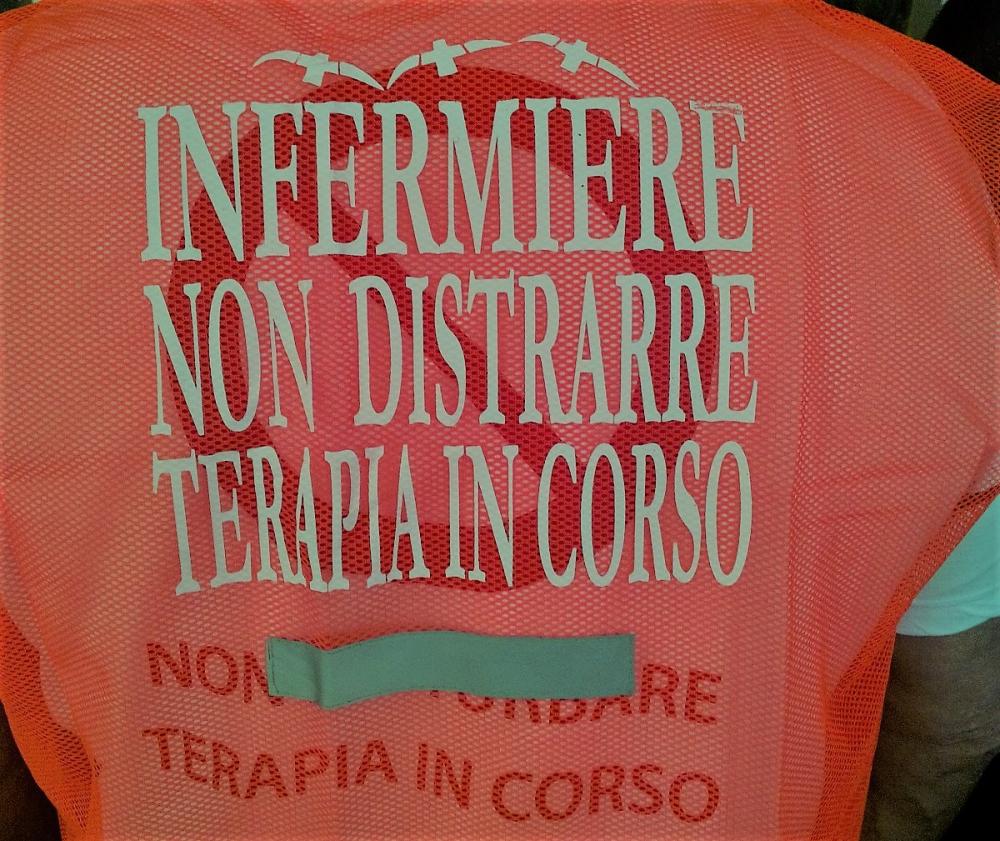 INFERMIERE
NON DISTRARRE
TERAPIA IN CORSO
NON
TERAPIA IN CORSO